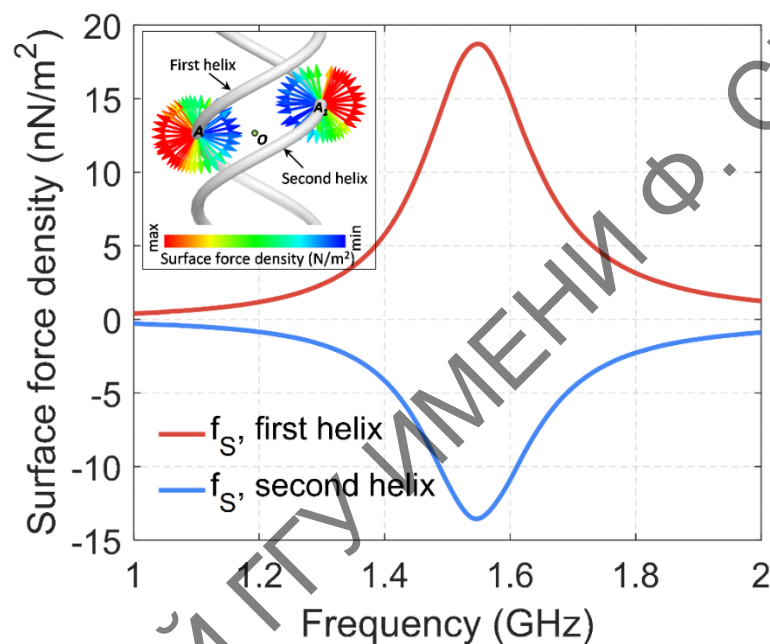 Surface force density (nN/m²)
20
15
10
5
0
-5
-10
-15
First helix
A
A₁
O
Second helix
max
min
Surface force density (N/m²)
f_S, first helix
f_S, second helix
1
1.2
1.4
1.6
1.8
2
Frequency (GHz)
Й ГГУ ИМЕНИ Ф.